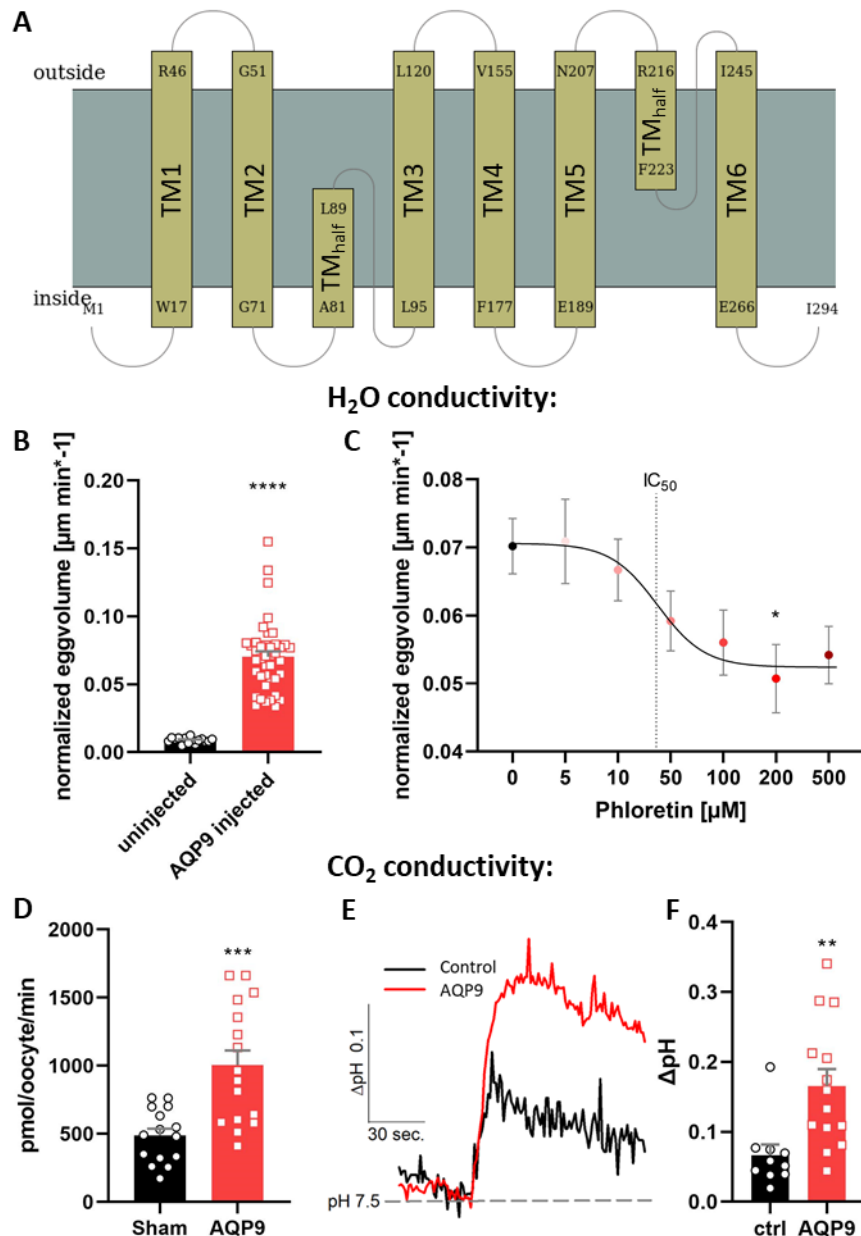 A
outside
R46 G51 L120 V155 N207 R216 I245
TM1 TM2 TM3 TM4 TM5 TMhalf TM6
F223
L89
TMhalf
inside
M1 W17 G71 A81 L95 F177 E189 E266 I294
H2O conductivity:
B
normalized eggvolume [µm min*-1]
0.20
0.15
0.10
0.05
0.00
****
uninjected
AQP9 injected
C
normalized eggvolume [µm min*-1]
0.08
0.07
0.06
0.05
0.04
IC50
*
0 5 10 50 100 200 500
Phloretin [µM]
CO2 conductivity:
D
pmol/oocyte/min
2000
1500
1000
500
0
***
Sham AQP9
E
Control
AQP9
ΔpH 0.1
30 sec.
pH 7.5
F
ΔpH
0.4
0.3
0.2
0.1
0.0
**
ctrl AQP9